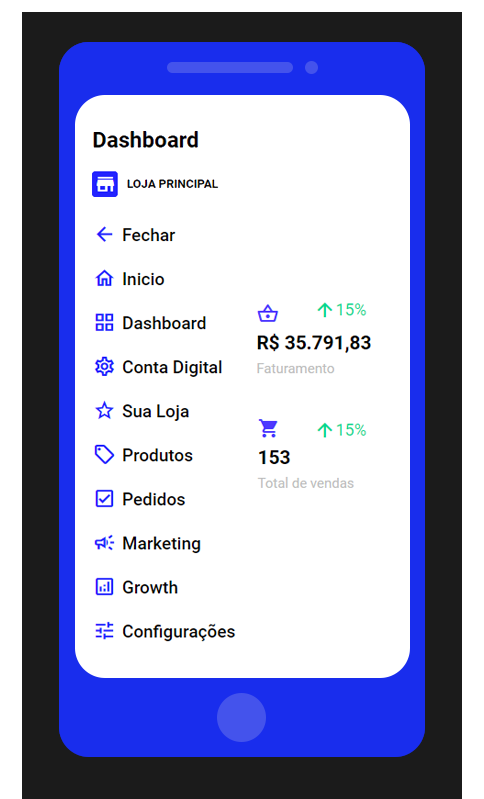 Dashboard
LOJA PRINCIPAL
Fechar
Inicio
Dashboard
Conta Digital
Sua Loja
Produtos
Pedidos
Marketing
Growth
Configurações
15%
R$ 35.791,83
Faturamento
15%
153
Total de vendas